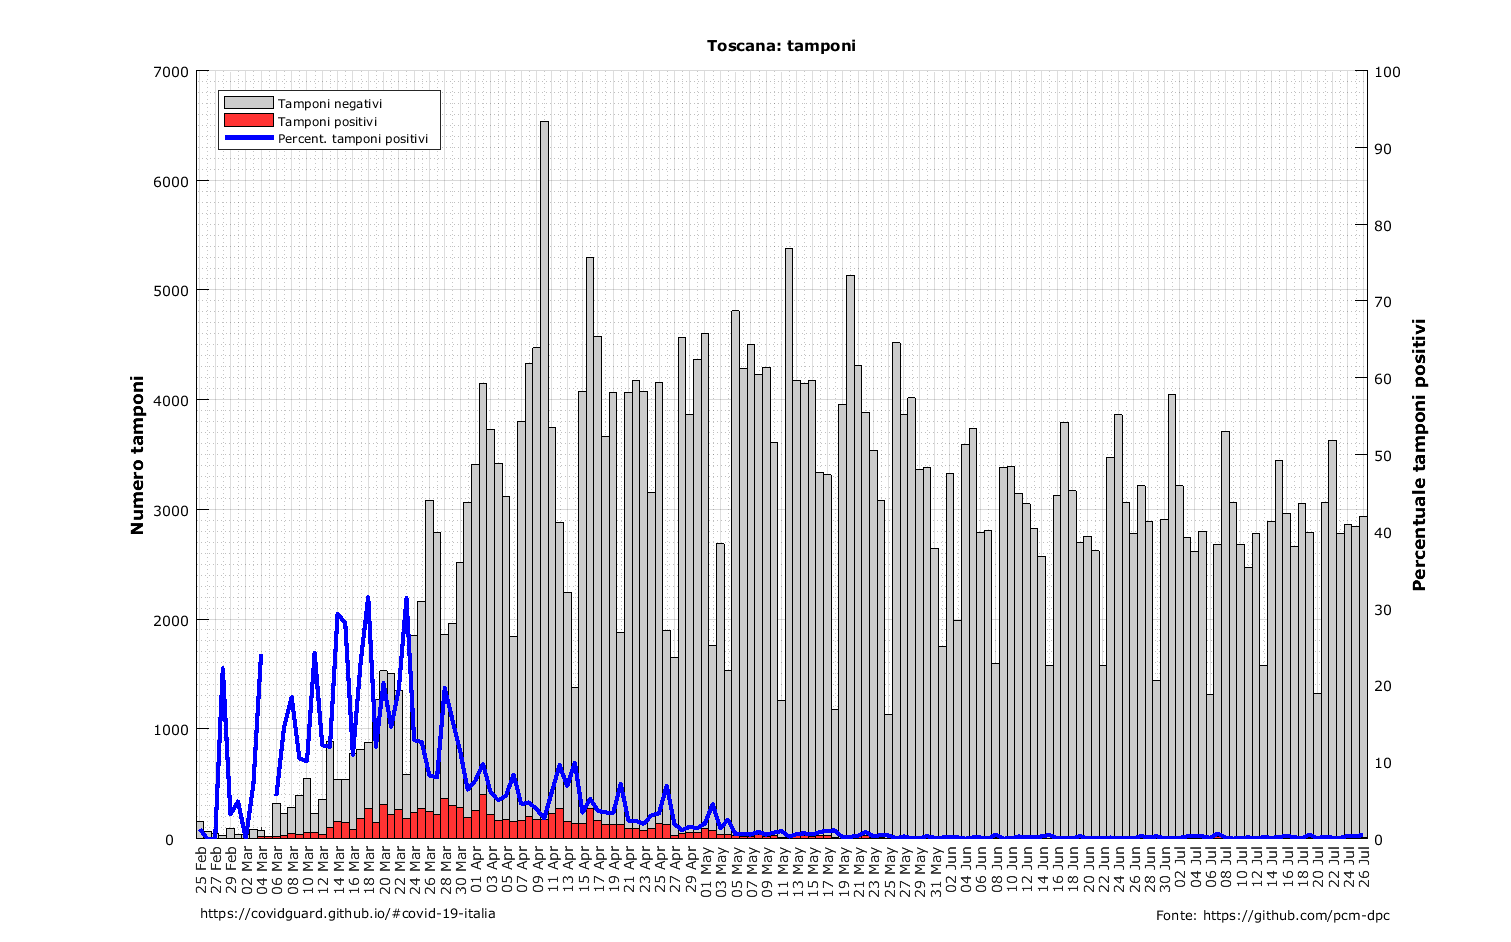 Toscana: tamponi
7000
6000
5000
4000
3000
2000
1000
0
Numero tamponi
Tamponi negativi
Tamponi positivi
Percent. tamponi positivi
100
90
80
70
60
50
40
30
20
10
0
Percentuale tamponi positivi
25 Feb
27 Feb
29 Feb
02 Mar
04 Mar
06 Mar
08 Mar
10 Mar
12 Mar
14 Mar
16 Mar
18 Mar
20 Mar
22 Mar
24 Mar
26 Mar
28 Mar
30 Mar
01 Apr
03 Apr
05 Apr
07 Apr
09 Apr
11 Apr
13 Apr
15 Apr
17 Apr
19 Apr
21 Apr
23 Apr
25 Apr
27 Apr
29 Apr
01 May
03 May
05 May
07 May
09 May
11 May
13 May
15 May
17 May
19 May
21 May
23 May
25 May
27 May
29 May
31 May
02 Jun
04 Jun
06 Jun
08 Jun
10 Jun
12 Jun
14 Jun
16 Jun
18 Jun
20 Jun
22 Jun
24 Jun
26 Jun
28 Jun
30 Jun
02 Jul
04 Jul
06 Jul
08 Jul
10 Jul
12 Jul
14 Jul
16 Jul
18 Jul
20 Jul
22 Jul
24 Jul
26 Jul
https://covidguard.github.io/#covid-19-italia
Fonte: https://github.com/pcm-dpc